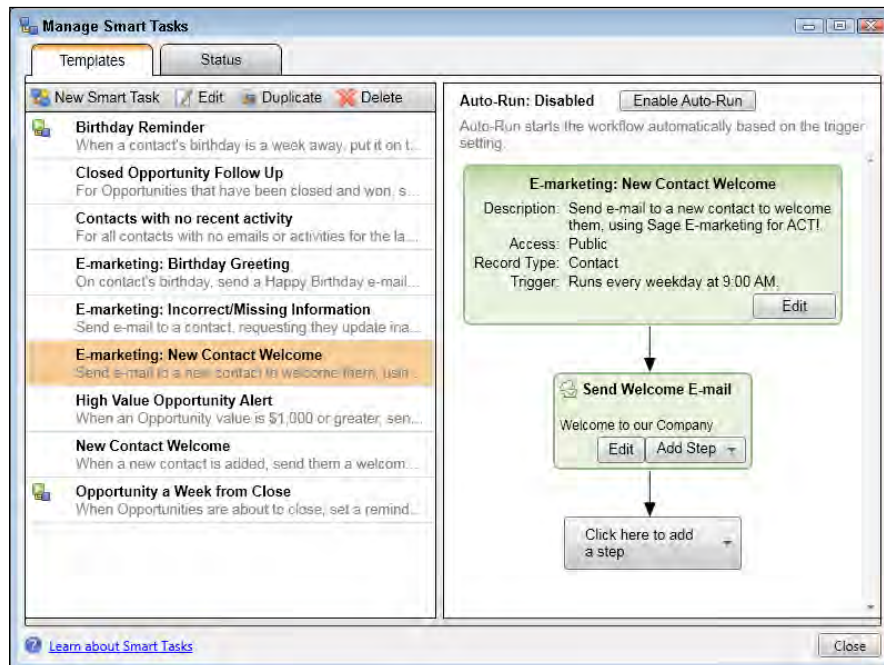 Manage Smart Tasks
Templates
Status
New Smart Task
Edit
Duplicate
Delete
Birthday Reminder
When a contact's birthday is a week away, put it on t...
Closed Opportunity Follow Up
For Opportunities that have been closed and won, s...
Contacts with no recent activity
For all contacts with no emails or activities for the la...
E-marketing: Birthday Greeting
On contact's birthday, send a Happy Birthday e-mail...
E-marketing: Incorrect/Missing Information
Send e-mail to a contact, requesting they update ina...
E-marketing: New Contact Welcome
Send e-mail to a new contact to welcome them, usin...
High Value Opportunity Alert
When an Opportunity value is $1,000 or greater, sen...
New Contact Welcome
When a new contact is added, send them a welcom...
Opportunity a Week from Close
When Opportunities are about to close, set a remind...
Auto-Run: Disabled
Enable Auto-Run
Auto-Run starts the workflow automatically based on the trigger
setting.
E-marketing: New Contact Welcome
Description: Send e-mail to a new contact to welcome
them, using Sage E-marketing for ACT!
Access: Public
Record Type: Contact
Trigger: Runs every weekday at 9:00 AM.
Edit
Send Welcome E-mail
Welcome to our Company
Edit
Add Step
Click here to add
a step
Learn about Smart Tasks
Close